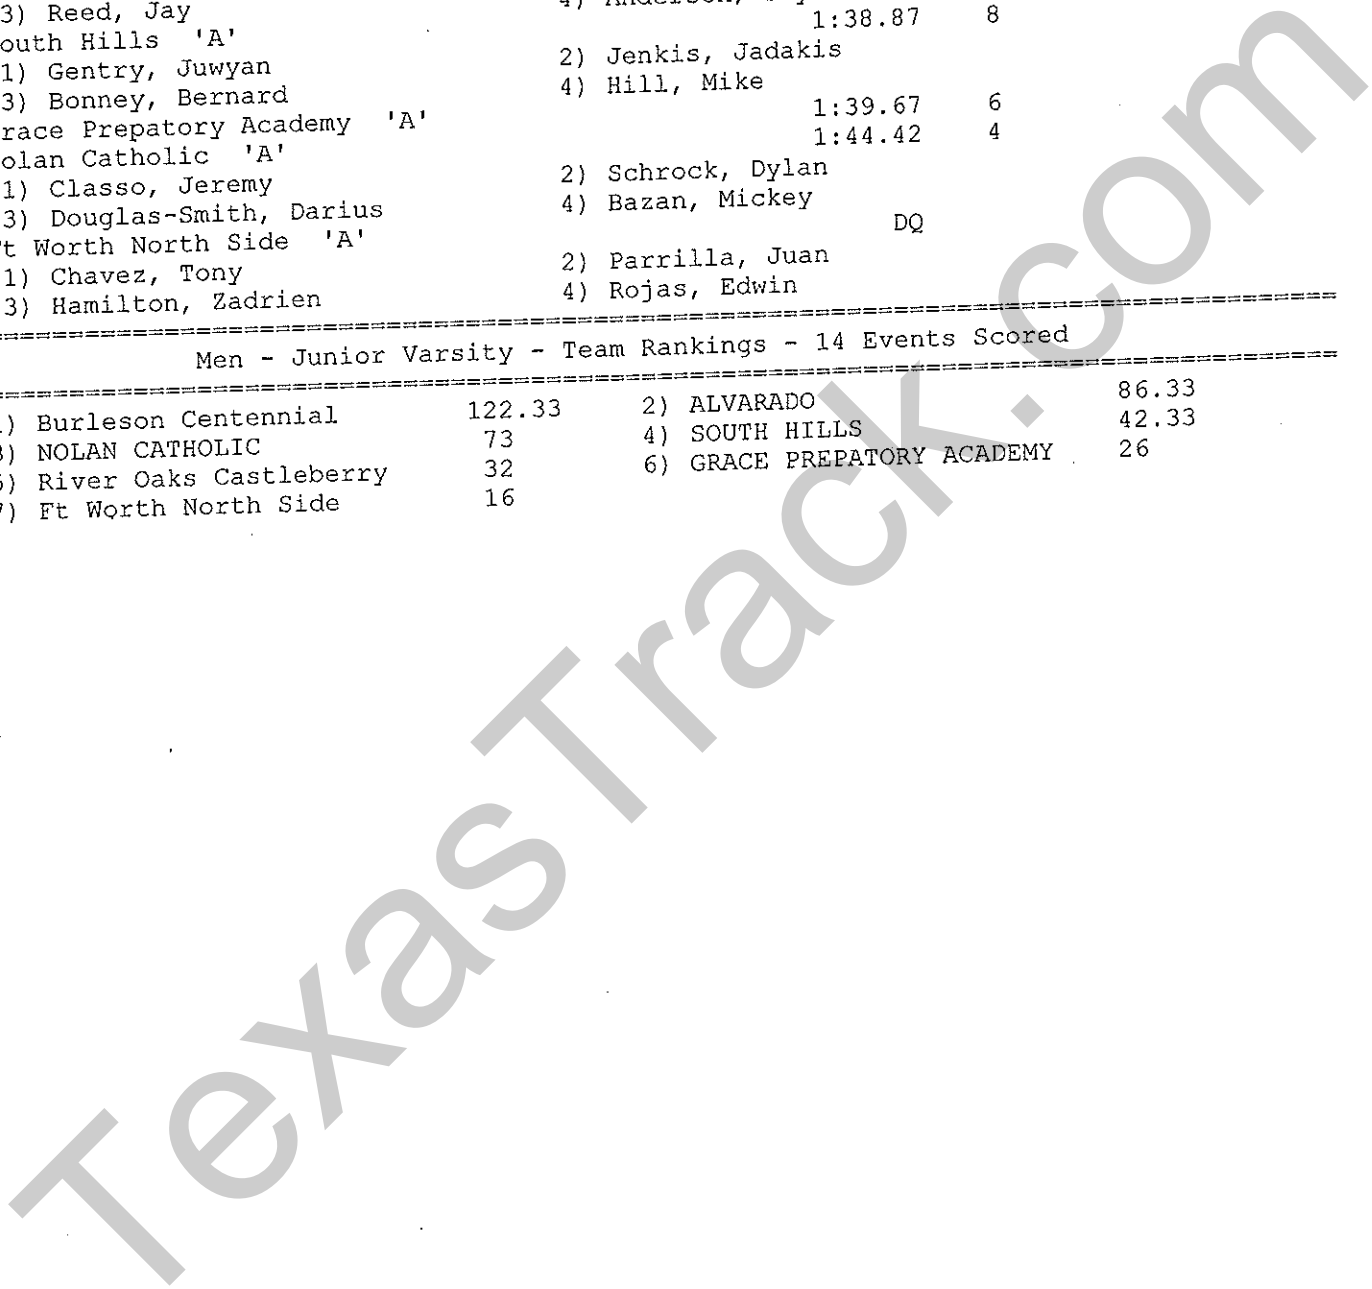 3) Reed, Jay
outh Hills 'A' 1:38.87 8
1) Gentry, Juwyan 2) Jenkis, Jadakis
3) Bonney, Bernard 4) Hill, Mike
race Prepatory Academy 'A' 1:39.67 6
olan Catholic 'A' 1:44.42 4
1) Classo, Jeremy 2) Schrock, Dylan
3) Douglas-Smith, Darius 4) Bazan, Mickey
t Worth North Side 'A' DQ
1) Chavez, Tony 2) Parrilla, Juan
3) Hamilton, Zadrien 4) Rojas, Edwin
Men - Junior Varsity - Team Rankings - 14 Events Scored
) Burleson Centennial 122.33 2) ALVARADO 86.33
) NOLAN CATHOLIC 73 4) SOUTH HILLS 42.33
) River Oaks Castleberry 32 6) GRACE PREPATORY ACADEMY 26
) Ft Worth North Side 16
TexasTrack.com